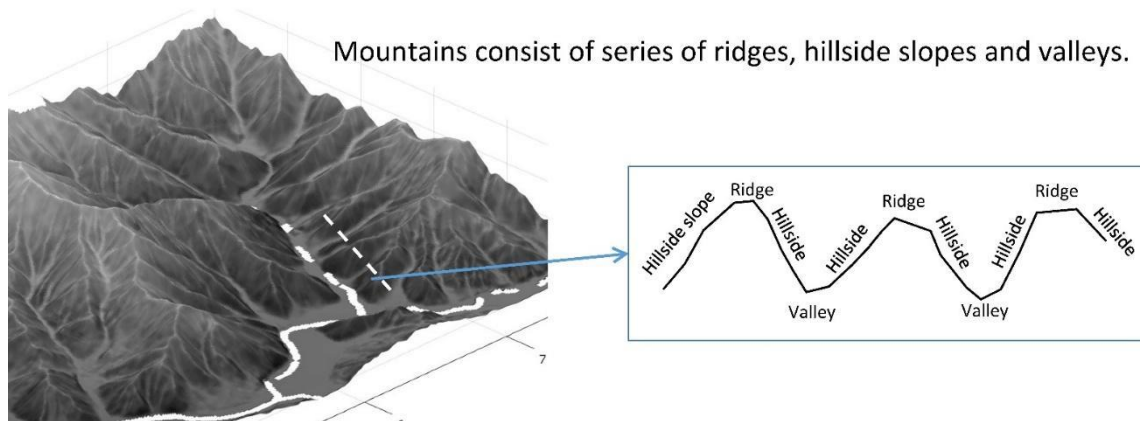 Mountains consist of series of ridges, hillside slopes and valleys.
Hillside slope
Ridge
Hillside
Valley
Hillside
Ridge
Hillside
Valley
Hillside
Ridge
Hillside
7